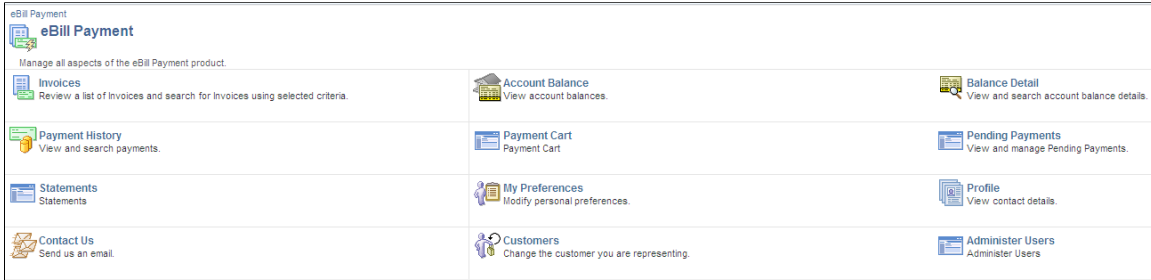 eBill Payment
eBill Payment
Manage all aspects of the eBill Payment product.
Invoices
Review a list of Invoices and search for Invoices using selected criteria.
Account Balance
View account balances.
Balance Detail
View and search account balance details.
Payment History
View and search payments.
Payment Cart
Payment Cart
Pending Payments
View and manage Pending Payments.
Statements
Statements
My Preferences
Modify personal preferences.
Profile
View contact details.
Contact Us
Send us an email.
Customers
Change the customer you are representing.
Administer Users
Administer Users